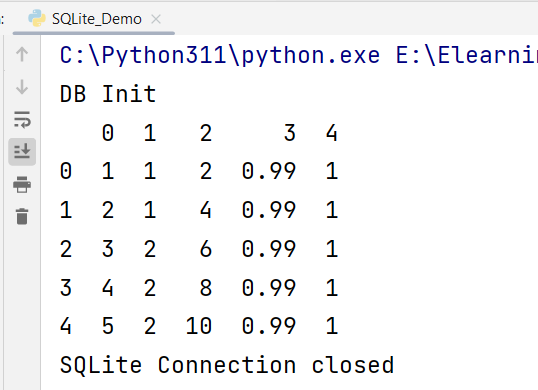 SQLite_Demo
C:\Python311\python.exe E:\Elearni
DB Init
0 1 2 3 4
0 1 1 2 0.99 1
1 2 1 4 0.99 1
2 3 2 6 0.99 1
3 4 2 8 0.99 1
4 5 2 10 0.99 1
SQLite Connection closed